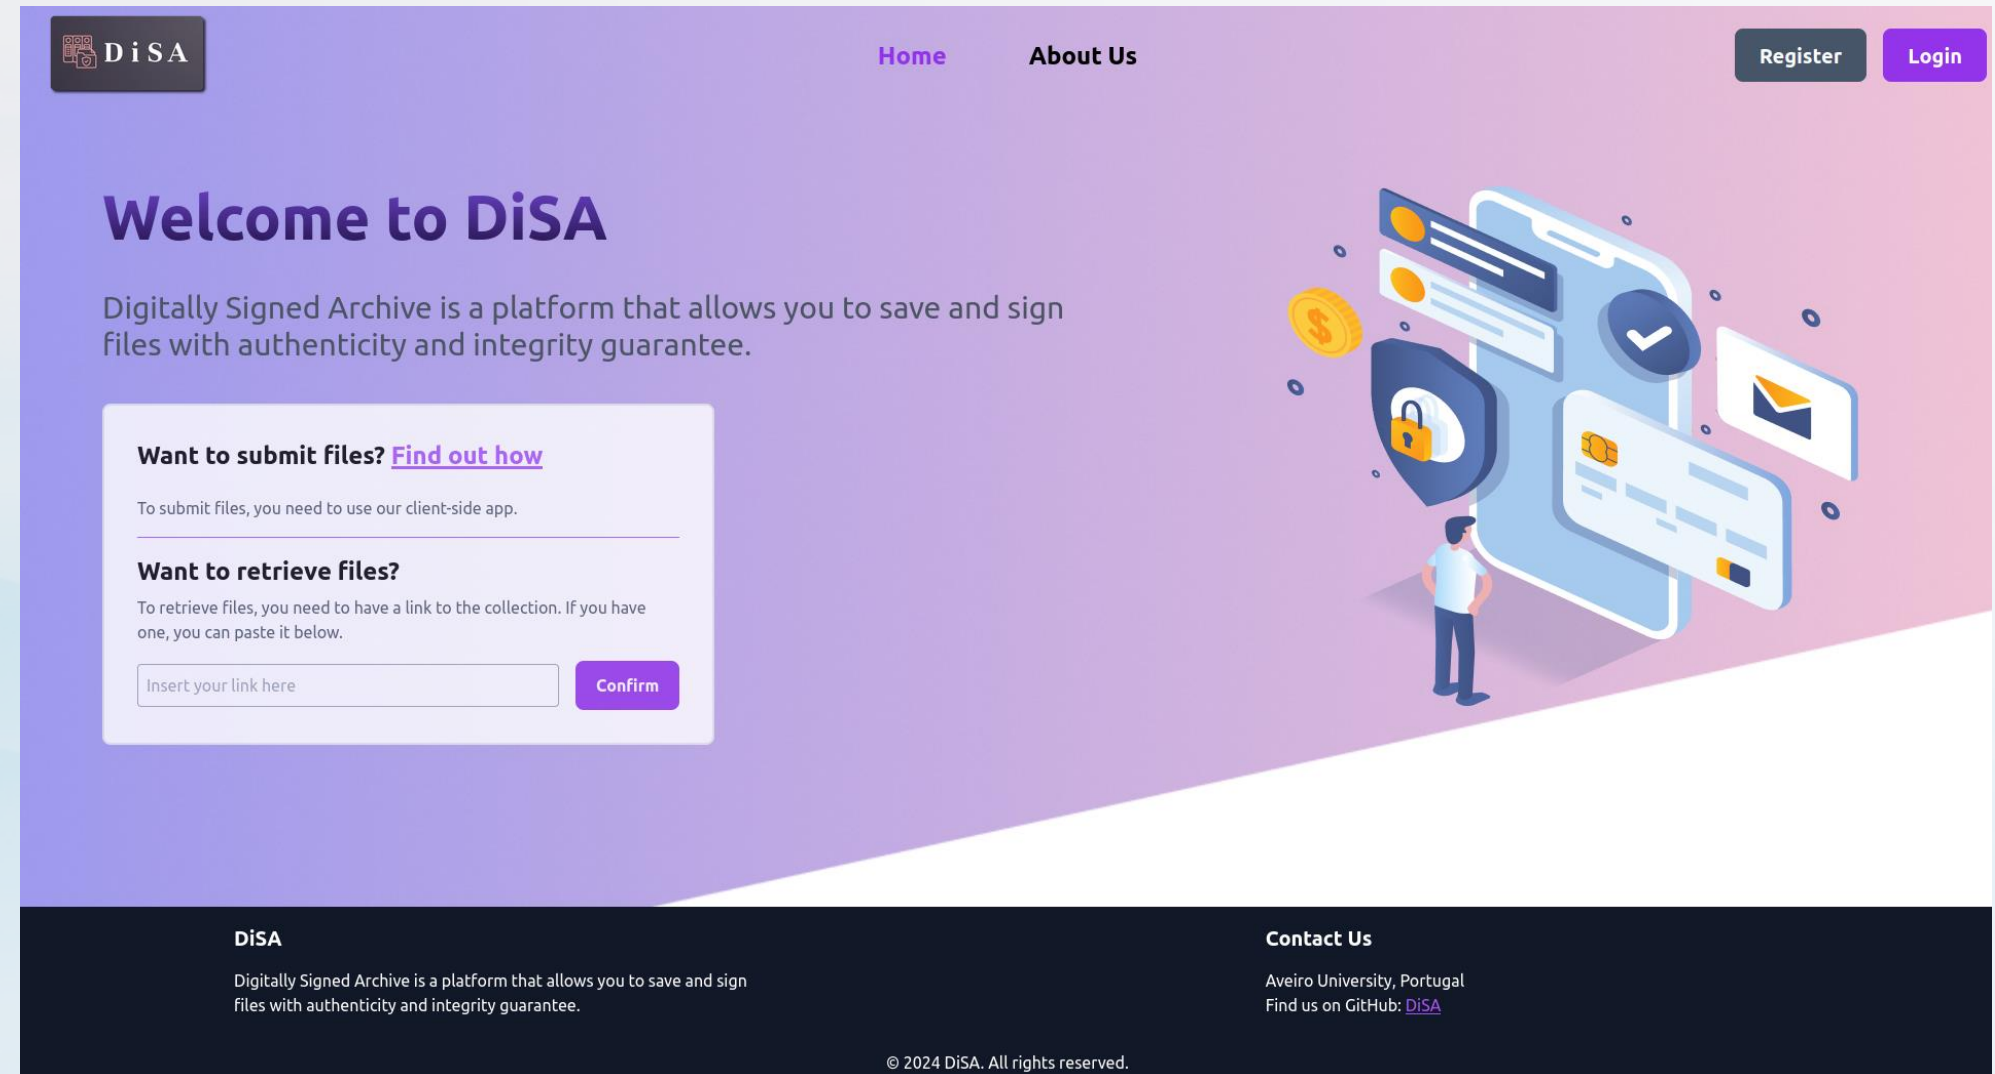 DiSA
Home
About Us
Register
Login
Welcome to DiSA
Digitally Signed Archive is a platform that allows you to save and sign
files with authenticity and integrity guarantee.
Want to submit files? Find out how
To submit files, you need to use our client-side app.
Want to retrieve files?
To retrieve files, you need to have a link to the collection. If you have
one, you can paste it below.
Insert your link here
Confirm
$
DiSA
Digitally Signed Archive is a platform that allows you to save and sign
files with authenticity and integrity guarantee.
Contact Us
Aveiro University, Portugal
Find us on GitHub: DiSA
© 2024 DiSA. All rights reserved.